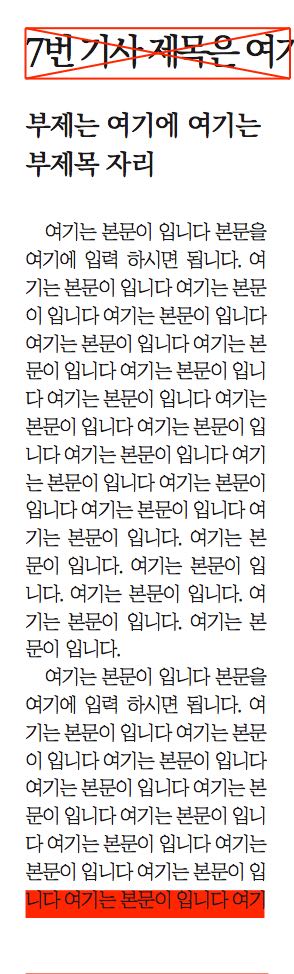 7번 기사 제목은 여기
부제는 여기에 여기는
부제목 자리
여기는 본문이 입니다 본문을
여기에 입력 하시면 됩니다. 여
기는 본문이 입니다 여기는 본문
이 입니다 여기는 본문이 입니다
여기는 본문이 입니다 여기는 본
문이 입니다 여기는 본문이 입니
다 여기는 본문이 입니다 여기는
본문이 입니다 여기는 본문이 입
니다 여기는 본문이 입니다 여기
는 본문이 입니다 여기는 본문이
입니다 여기는 본문이 입니다 여
기는 본문이 입니다. 여기는 본
문이 입니다. 여기는 본문이 입
니다. 여기는 본문이 입니다. 여
기는 본문이 입니다. 여기는 본
문이 입니다.
여기는 본문이 입니다 본문을
여기에 입력 하시면 됩니다. 여
기는 본문이 입니다 여기는 본문
이 입니다 여기는 본문이 입니다
여기는 본문이 입니다 여기는 본
문이 입니다 여기는 본문이 입니
다 여기는 본문이 입니다 여기는
본문이 입니다 여기는 본문이 입
니다 여기는 본문이 입니다 여기